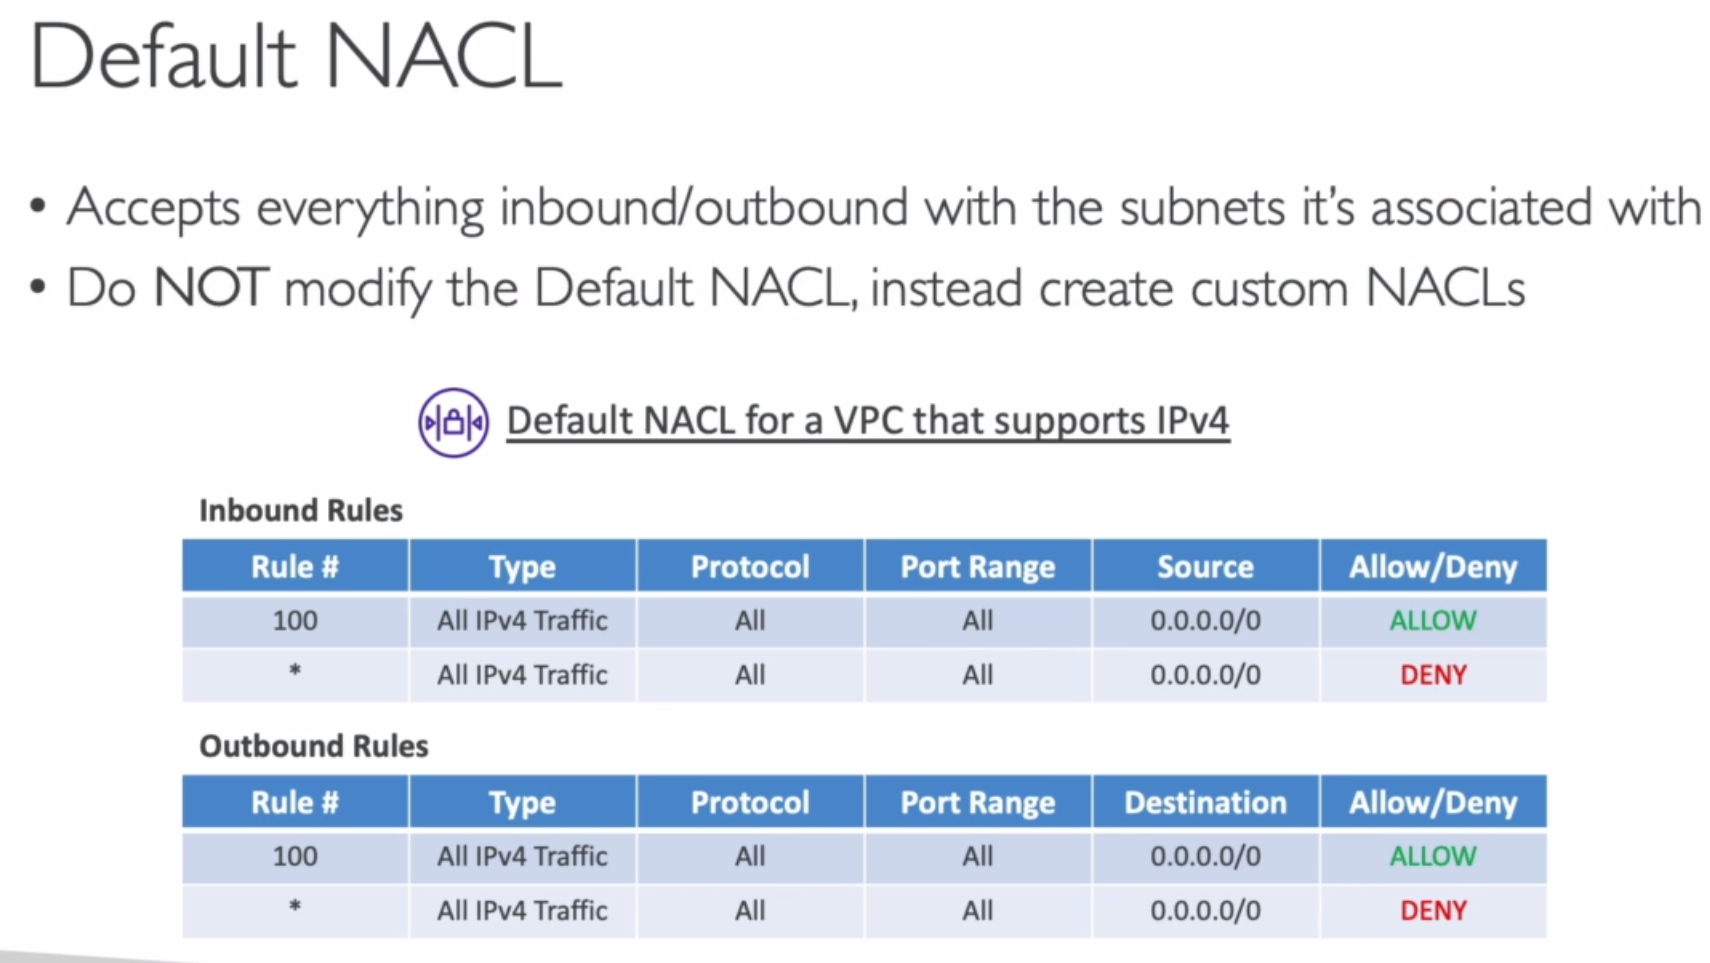 Default NACL
• Accepts everything inbound/outbound with the subnets it's associated with
• Do NOT modify the Default NACL, instead create custom NACLs
Default NACL for a VPC that supports IPv4
Inbound Rules
Rule # Type Protocol Port Range Source Allow/Deny
100 All IPv4 Traffic All All 0.0.0.0/0 ALLOW
* All IPv4 Traffic All All 0.0.0.0/0 DENY
Outbound Rules
Rule # Type Protocol Port Range Destination Allow/Deny
100 All IPv4 Traffic All All 0.0.0.0/0 ALLOW
* All IPv4 Traffic All All 0.0.0.0/0 DENY